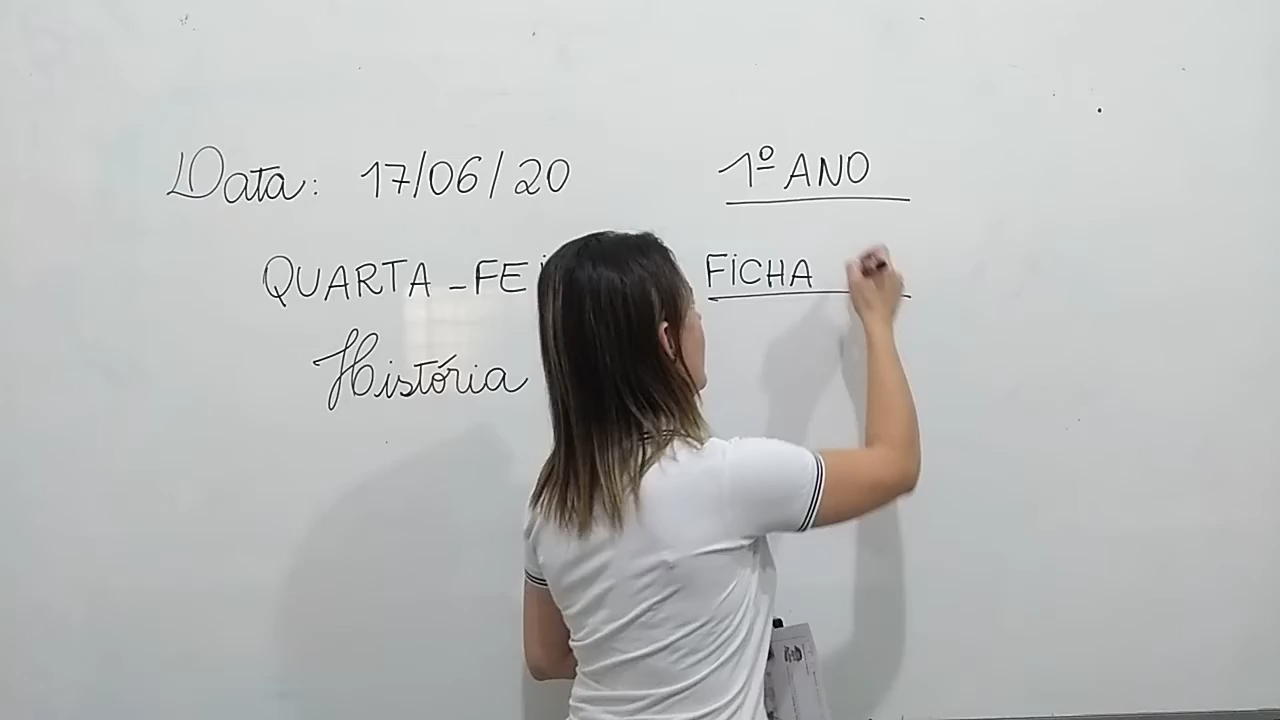 Data: 17/06/20
QUARTA-FEI
História
1º ANO
FICHA